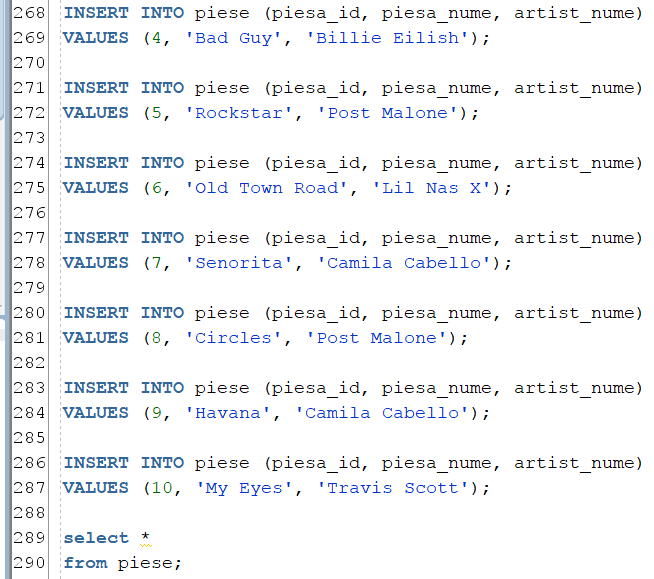 268 INSERT INTO piese (piesa_id, piesa_nume, artist_nume)
269 VALUES (4, 'Bad Guy', 'Billie Eilish');
270
271 INSERT INTO piese (piesa_id, piesa_nume, artist_nume)
272 VALUES (5, 'Rockstar', 'Post Malone');
273
274 INSERT INTO piese (piesa_id, piesa_nume, artist_nume)
275 VALUES (6, 'Old Town Road', 'Lil Nas X');
276
277 INSERT INTO piese (piesa_id, piesa_nume, artist_nume)
278 VALUES (7, 'Senorita', 'Camila Cabello');
279
280 INSERT INTO piese (piesa_id, piesa_nume, artist_nume)
281 VALUES (8, 'Circles', 'Post Malone');
282
283 INSERT INTO piese (piesa_id, piesa_nume, artist_nume)
284 VALUES (9, 'Havana', 'Camila Cabello');
285
286 INSERT INTO piese (piesa_id, piesa_nume, artist_nume)
287 VALUES (10, 'My Eyes', 'Travis Scott');
288
289 select *
290 from piese;